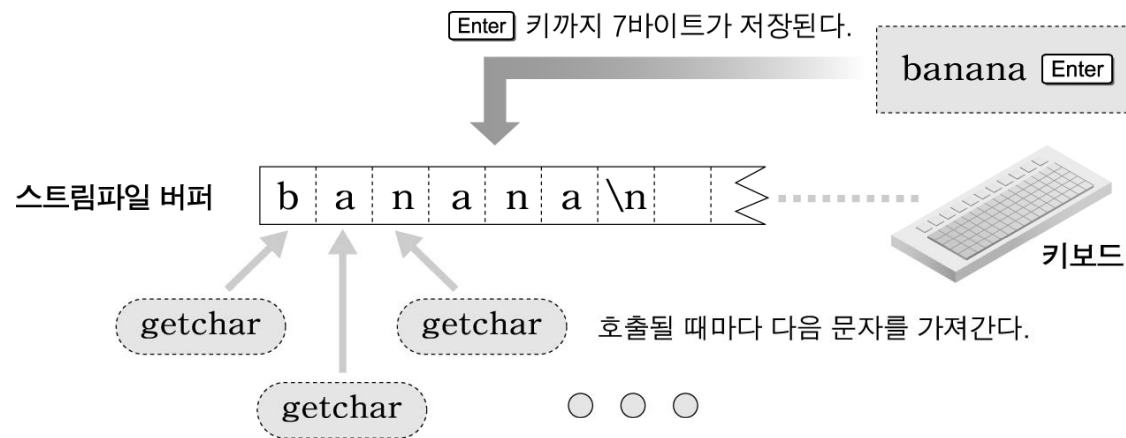 Enter 키까지 7바이트가 저장된다.
banana Enter
스트림파일 버퍼
b a n a n a \n
키보드
getchar
getchar
호출될 때마다 다음 문자를 가져간다.
getchar